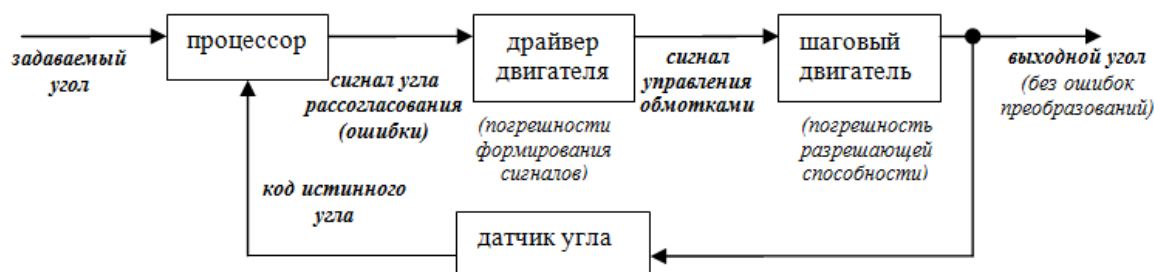 задаваемый
угол
процессор
сигнал угла
рассогласования
(ошибки)
драйвер
двигателя
(погрешности
формирования
сигналов)
сигнал
управления
обмотками
шаговый
двигатель
(погрешность
разрешающей
способности)
выходной угол
(без ошибок
преобразований)
код истинного
угла
датчик угла